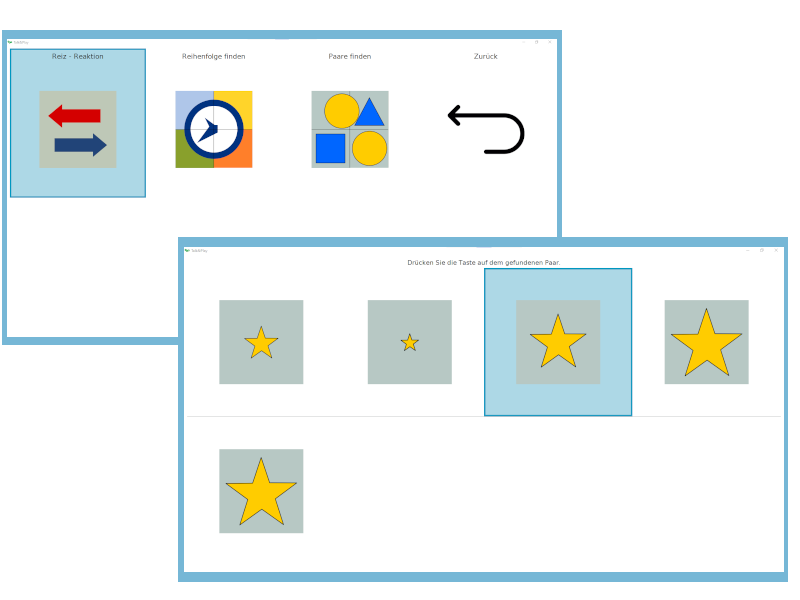 Reiz - Reaktion
Reihenfolge finden
Paare finden
Zurück
Drücken Sie die Taste auf dem gefundenen Paar.